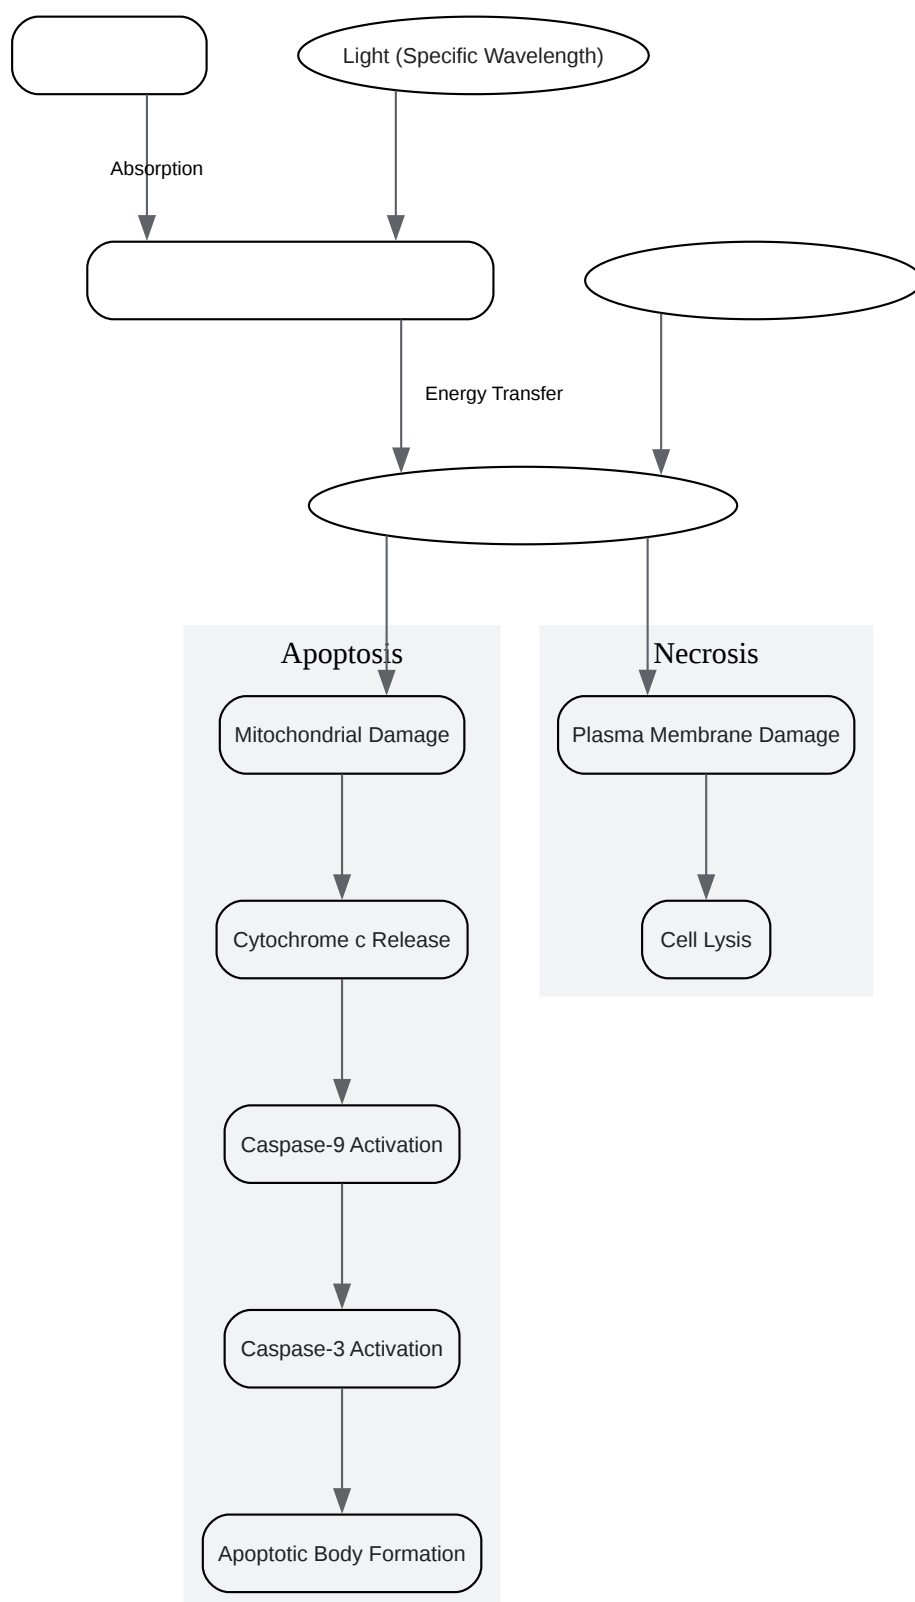 Light (Specific Wavelength)
Absorption
Energy Transfer
Apoptosis
Necrosis
Mitochondrial Damage
Plasma Membrane Damage
Cytochrome c Release
Cell Lysis
Caspase-9 Activation
Caspase-3 Activation
Apoptotic Body Formation